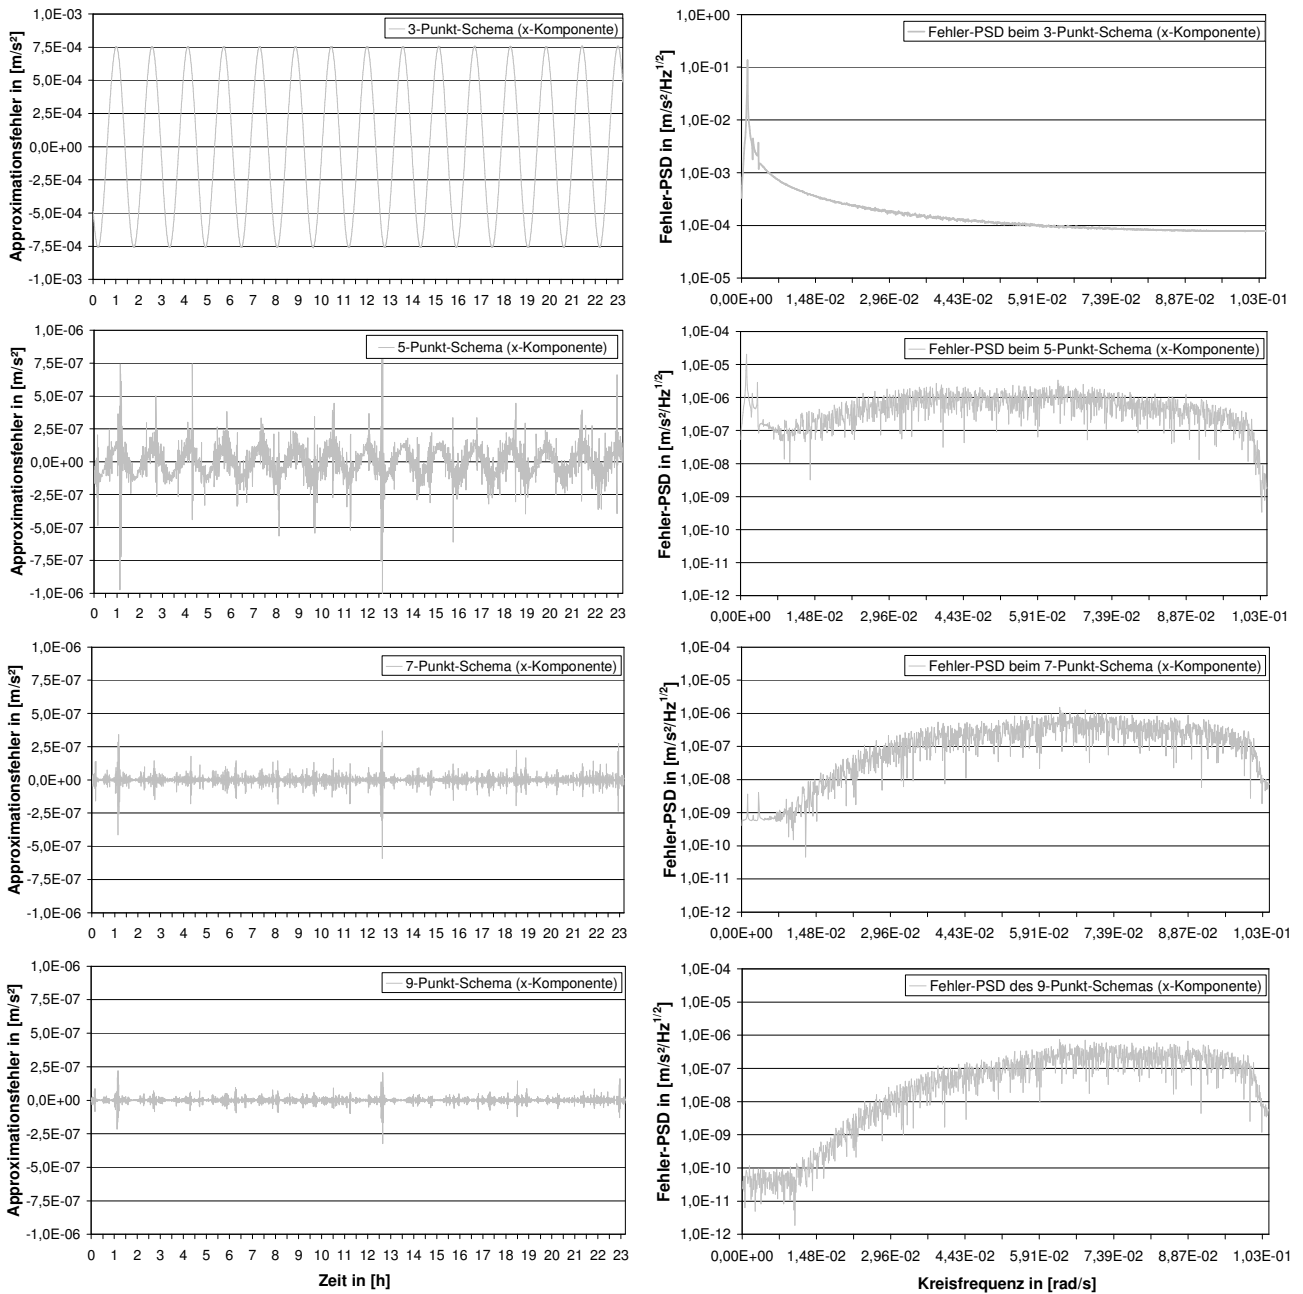 Approximationsfehler in [m/s²]
1,0E-03
7,5E-04
5,0E-04
2,5E-04
0,0E+00
-2,5E-04
-5,0E-04
-7,5E-04
-1,0E-03
3-Punkt-Schema (x-Komponente)
0 1 2 3 4 5 6 7 8 9 10 11 12 13 14 15 16 17 18 19 20 21 22 23
Fehler-PSD in [m/s²/Hz^1/2]
1,0E+00
1,0E-01
1,0E-02
1,0E-03
1,0E-04
1,0E-05
Fehler-PSD beim 3-Punkt-Schema (x-Komponente)
0,00E+00 1,48E-02 2,96E-02 4,43E-02 5,91E-02 7,39E-02 8,87E-02 1,03E-01
Approximationsfehler in [m/s²]
1,0E-06
7,5E-07
5,0E-07
2,5E-07
0,0E+00
-2,5E-07
-5,0E-07
-7,5E-07
-1,0E-06
5-Punkt-Schema (x-Komponente)
0 1 2 3 4 5 6 7 8 9 10 11 12 13 14 15 16 17 18 19 20 21 22 23
Fehler-PSD in [m/s²/Hz^1/2]
1,0E-04
1,0E-05
1,0E-06
1,0E-07
1,0E-08
1,0E-09
1,0E-10
1,0E-11
1,0E-12
Fehler-PSD beim 5-Punkt-Schema (x-Komponente)
0,00E+00 1,48E-02 2,96E-02 4,43E-02 5,91E-02 7,39E-02 8,87E-02 1,03E-01
Approximationsfehler in [m/s²]
1,0E-06
7,5E-07
5,0E-07
2,5E-07
0,0E+00
-2,5E-07
-5,0E-07
-7,5E-07
-1,0E-06
7-Punkt-Schema (x-Komponente)
0 1 2 3 4 5 6 7 8 9 10 11 12 13 14 15 16 17 18 19 20 21 22 23
Fehler-PSD in [m/s²/Hz^1/2]
1,0E-04
1,0E-05
1,0E-06
1,0E-07
1,0E-08
1,0E-09
1,0E-10
1,0E-11
1,0E-12
Fehler-PSD beim 7-Punkt-Schema (x-Komponente)
0,00E+00 1,48E-02 2,96E-02 4,43E-02 5,91E-02 7,39E-02 8,87E-02 1,03E-01
Approximationsfehler in [m/s²]
1,0E-06
7,5E-07
5,0E-07
2,5E-07
0,0E+00
-2,5E-07
-5,0E-07
-7,5E-07
-1,0E-06
9-Punkt-Schema (x-Komponente)
0 1 2 3 4 5 6 7 8 9 10 11 12 13 14 15 16 17 18 19 20 21 22 23
Zeit in [h]
Fehler-PSD in [m/s²/Hz^1/2]
1,0E-04
1,0E-05
1,0E-06
1,0E-07
1,0E-08
1,0E-09
1,0E-10
1,0E-11
1,0E-12
Fehler-PSD des 9-Punkt-Schemas (x-Komponente)
0,00E+00 1,48E-02 2,96E-02 4,43E-02 5,91E-02 7,39E-02 8,87E-02 1,03E-01
Kreisfrequenz in [rad/s]